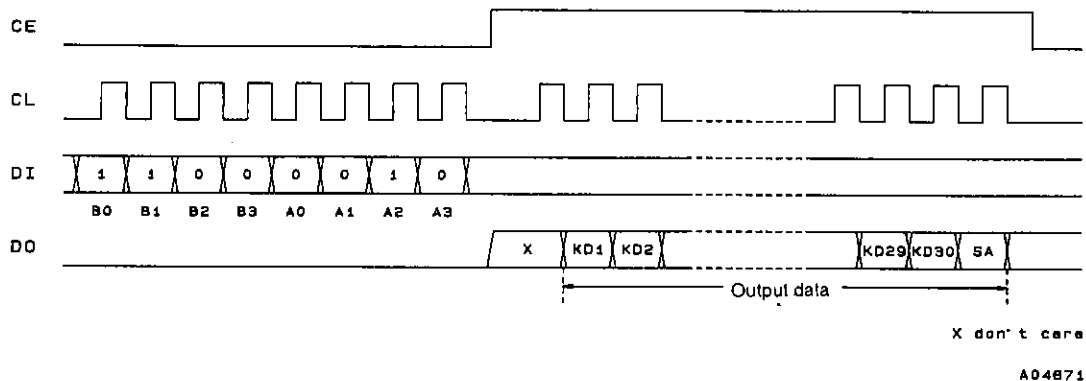 CE
CL
DI
1 1 0 0 0 0 1 0
B0 B1 B2 B3 A0 A1 A2 A3
DO
X KD1 KD2 KD29 KD30 SA
Output data
X don't care
A04871